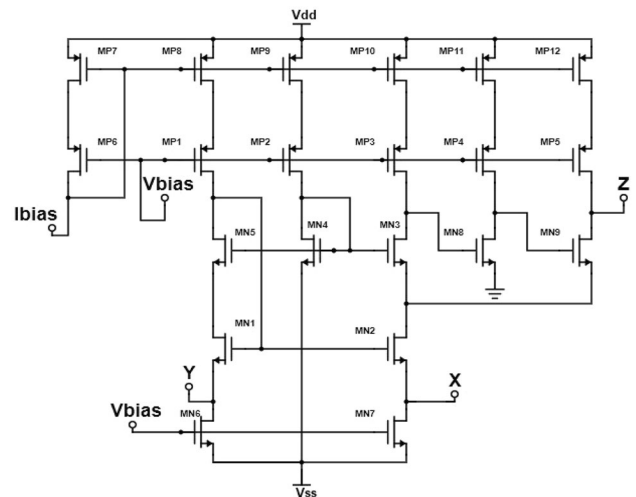 Vdd
MP7 MP8 MP9 MP10 MP11 MP12
MP6 MP1 MP2 MP3 MP4 MP5
Vbias Z
Ibias
MN5 MN4 MN3 MN8 MN9
MN1 MN2
Y X
Vbias MN6 MN7
Vss